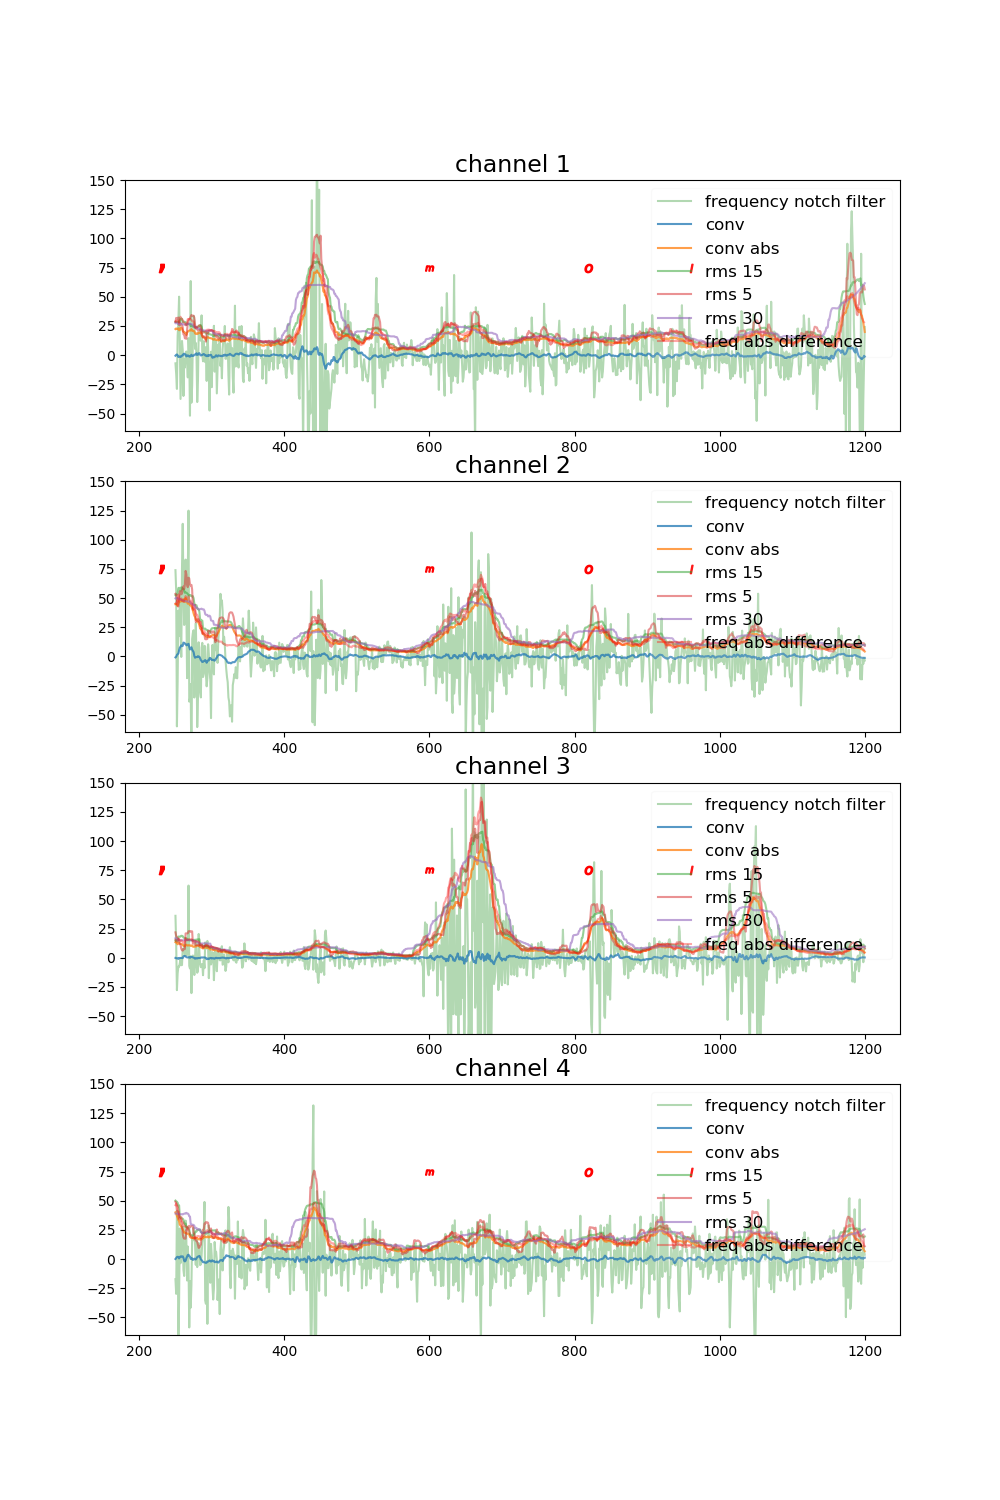 channel 1
150
125
100
75
50
25
0
−25
−50
, m o l
frequency notch filter
conv
conv abs
rms 15
rms 5
rms 30
freq abs difference
200 400 600 800 1000 1200
channel 2
150
125
100
75
50
25
0
−25
−50
, m o l
frequency notch filter
conv
conv abs
rms 15
rms 5
rms 30
freq abs difference
200 400 600 800 1000 1200
channel 3
150
125
100
75
50
25
0
−25
−50
, m o l
frequency notch filter
conv
conv abs
rms 15
rms 5
rms 30
freq abs difference
200 400 600 800 1000 1200
channel 4
150
125
100
75
50
25
0
−25
−50
, m o l
frequency notch filter
conv
conv abs
rms 15
rms 5
rms 30
freq abs difference
200 400 600 800 1000 1200